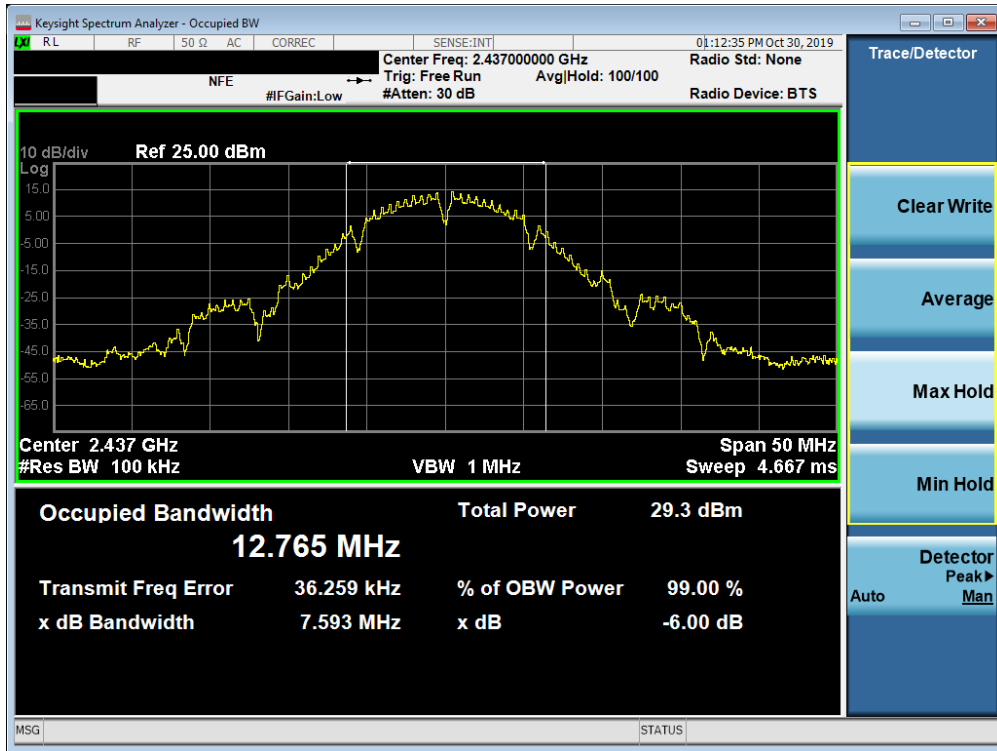 Keysight Spectrum Analyzer - Occupied BW
LXI RL RF 50 Ω AC CORREC SENSE:INT 01:12:35 PM Oct 30, 2019
Center Freq: 2.437000000 GHz Radio Std: None
NFE Trig: Free Run Avg|Hold: 100/100
#IFGain:Low #Atten: 30 dB Radio Device: BTS
10 dB/div Ref 25.00 dBm
Log
15.0
5.00
-5.00
-15.0
-25.0
-35.0
-45.0
-55.0
-65.0
Center 2.437 GHz Span 50 MHz
#Res BW 100 kHz VBW 1 MHz Sweep 4.667 ms
Occupied Bandwidth Total Power 29.3 dBm
12.765 MHz
Transmit Freq Error 36.259 kHz % of OBW Power 99.00 %
x dB Bandwidth 7.593 MHz x dB -6.00 dB
MSG STATUS
Trace/Detector
Clear Write
Average
Max Hold
Min Hold
Detector
Peak▶
Auto Man